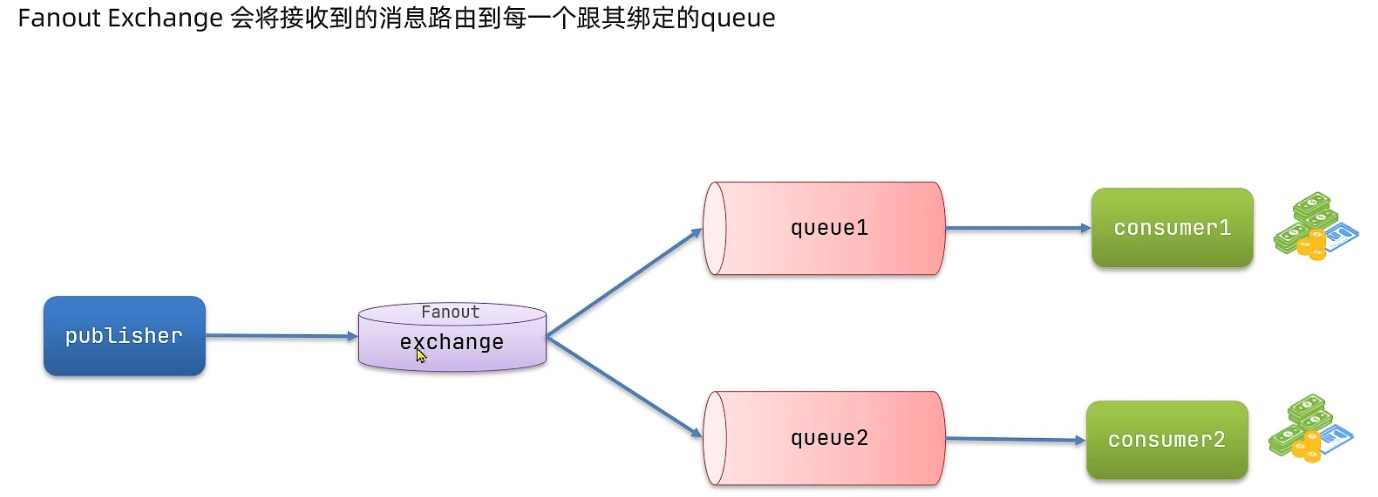 Fanout Exchange 会将接收到的消息路由到每一个跟其绑定的queue
queue1
consumer1
publisher
Fanout
exchange
queue2
consumer2